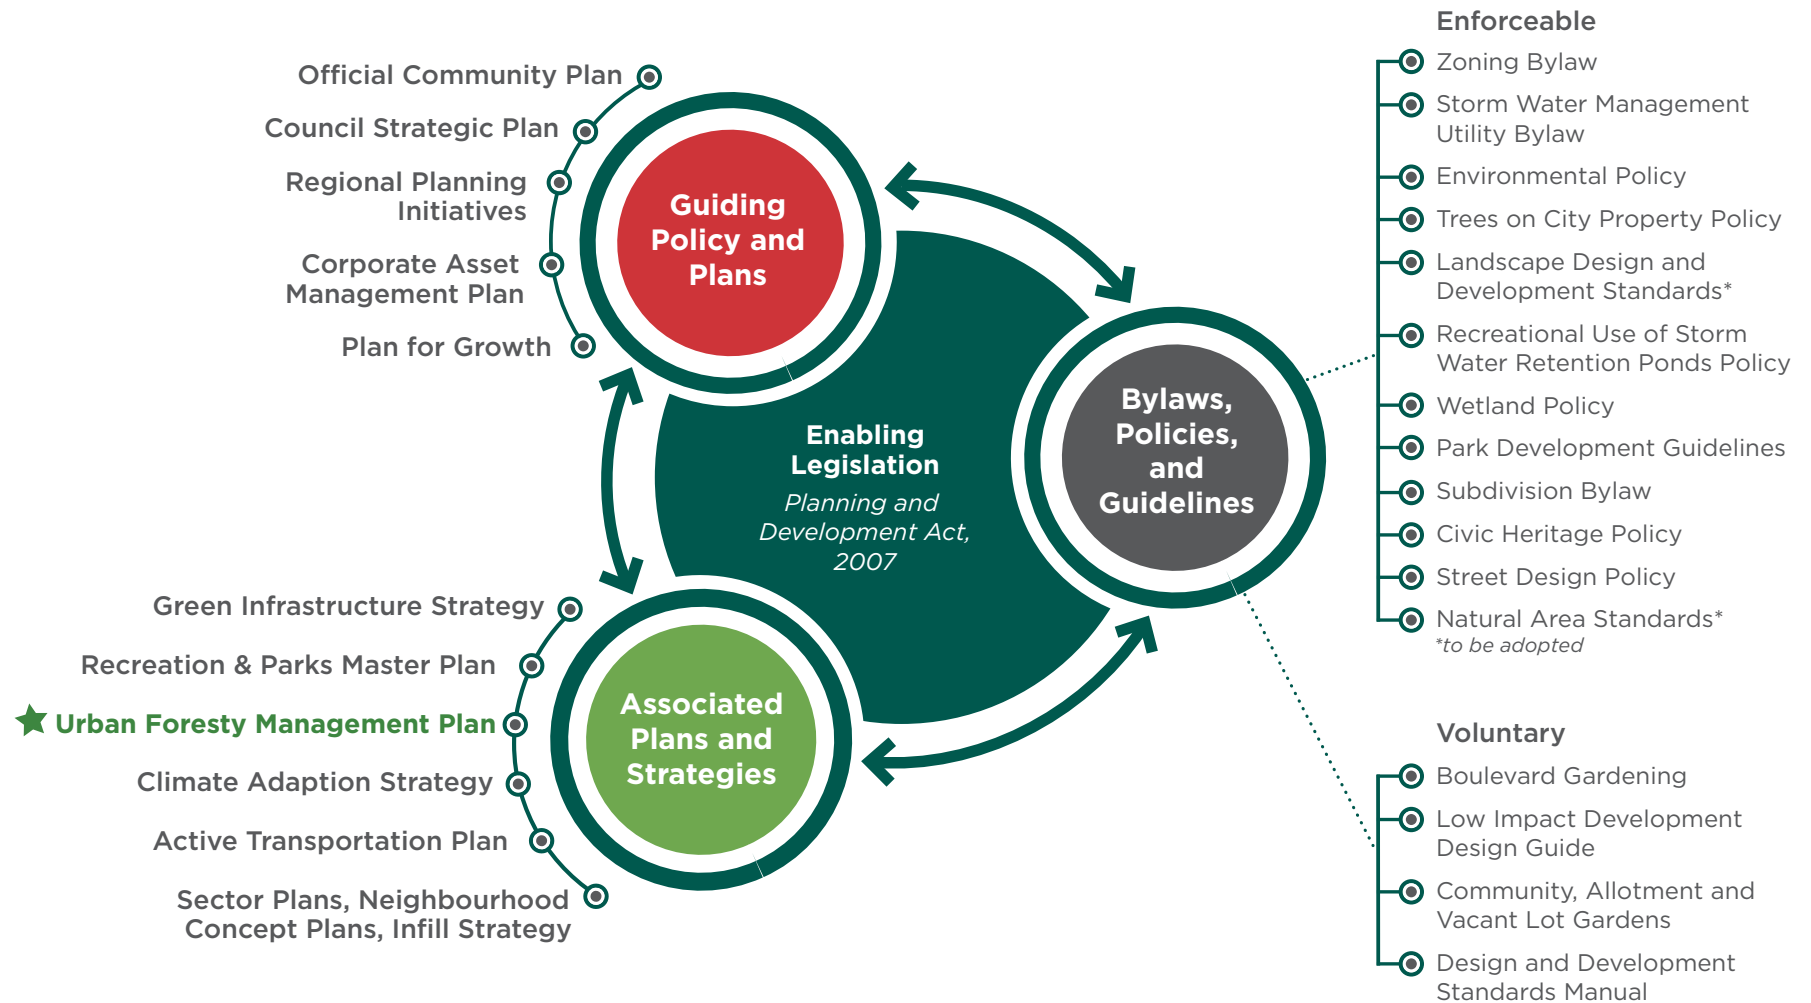 Official Community Plan
Council Strategic Plan
Regional Planning
Initiatives
Corporate Asset
Management Plan
Plan for Growth
Guiding
Policy and
Plans
Enabling
Legislation
Planning and
Development Act,
2007
Bylaws,
Policies,
and
Guidelines
Green Infrastructure Strategy
Recreation & Parks Master Plan
Urban Foresty Management Plan
Climate Adaption Strategy
Active Transportation Plan
Sector Plans, Neighbourhood
Concept Plans, Infill Strategy
Associated
Plans and
Strategies
Enforceable
Zoning Bylaw
Storm Water Management
Utility Bylaw
Environmental Policy
Trees on City Property Policy
Landscape Design and
Development Standards*
Recreational Use of Storm
Water Retention Ponds Policy
Wetland Policy
Park Development Guidelines
Subdivision Bylaw
Civic Heritage Policy
Street Design Policy
Natural Area Standards*
*to be adopted
Voluntary
Boulevard Gardening
Low Impact Development
Design Guide
Community, Allotment and
Vacant Lot Gardens
Design and Development
Standards Manual